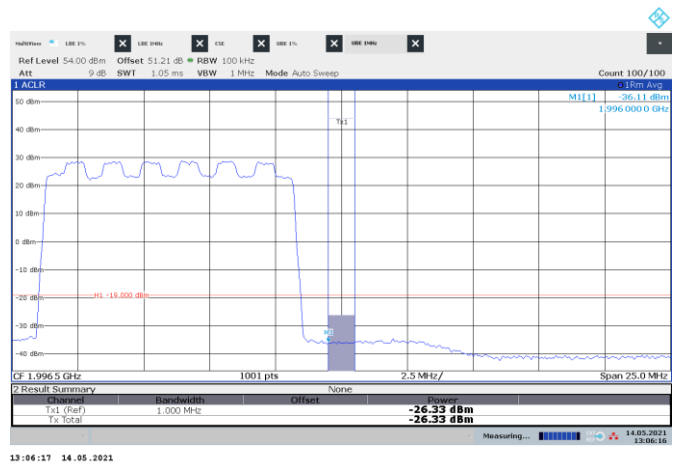 MultiView LBE 1% X LBE 1MHz X CSE X UBE 1% X UBE 1MHz X
Ref Level 54.00 dBm Offset 51.21 dB RBW 100 kHz
Att 9 dB SWT 1.05 ms VBW 1 MHz Mode Auto Sweep Count 100/100
1 ACLR 1Rm Avg
M1[1] -36.11 dBm
1.996 000 0 GHz
50 dBm
Tx1
40 dBm
30 dBm
20 dBm
10 dBm
0 dBm
-10 dBm
H1 -19.000 dBm
-20 dBm
-30 dBm
M1
-40 dBm
CF 1.996 5 GHz 1001 pts 2.5 MHz/ Span 25.0 MHz
2 Result Summary None
Channel Bandwidth Offset Power
Tx1 (Ref) 1.000 MHz -26.33 dBm
Tx Total -26.33 dBm
Measuring... 14.05.2021
13:06:16
13:06:17 14.05.2021